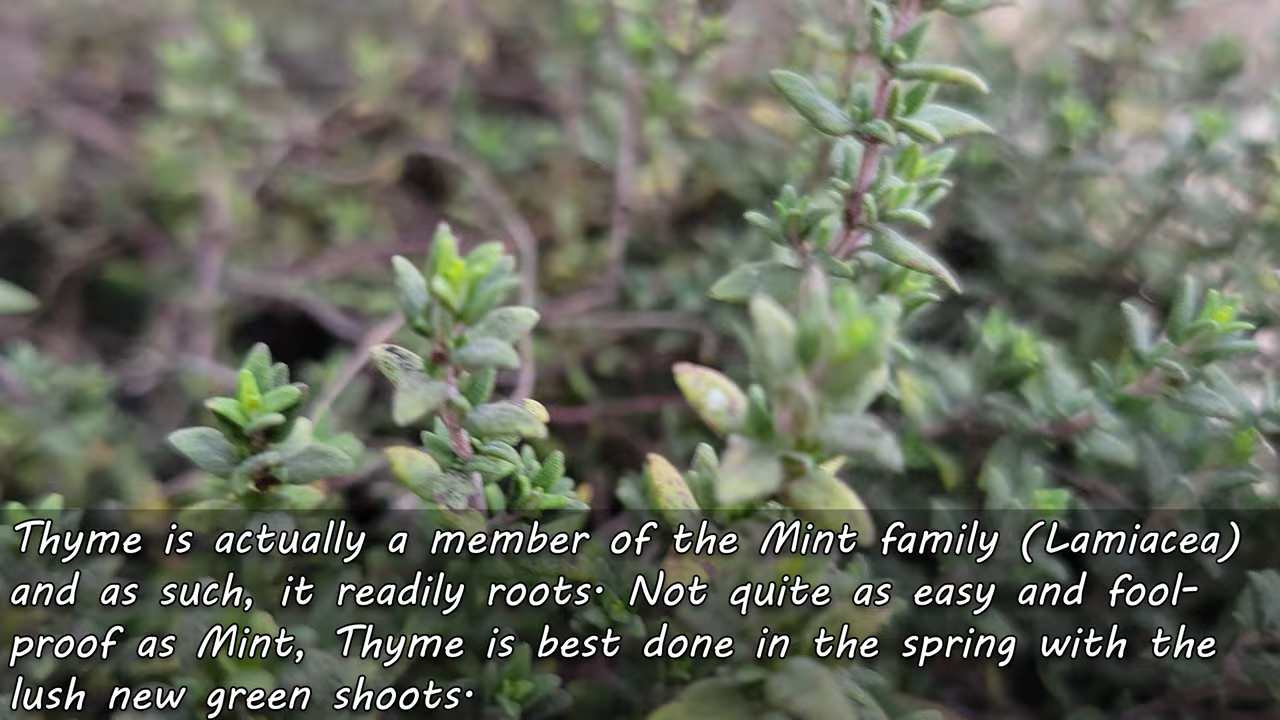 Thyme is actually a member of the Mint family (Lamiacea)
and as such, it readily roots. Not quite as easy and fool-
proof as Mint, Thyme is best done in the spring with the
lush new green shoots.